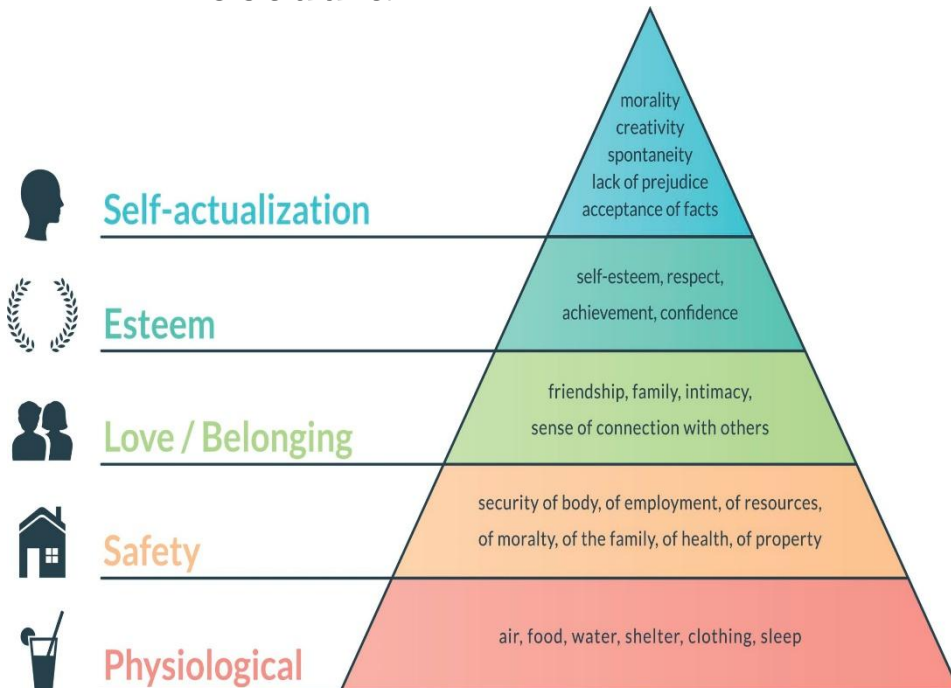 morality
creativity
spontaneity
lack of prejudice
acceptance of facts
Self-actualization
self-esteem, respect,
achievement, confidence
Esteem
friendship, family, intimacy,
sense of connection with others
Love / Belonging
security of body, of employment, of resources,
of moralty, of the family, of health, of property
Safety
air, food, water, shelter, clothing, sleep
Physiological